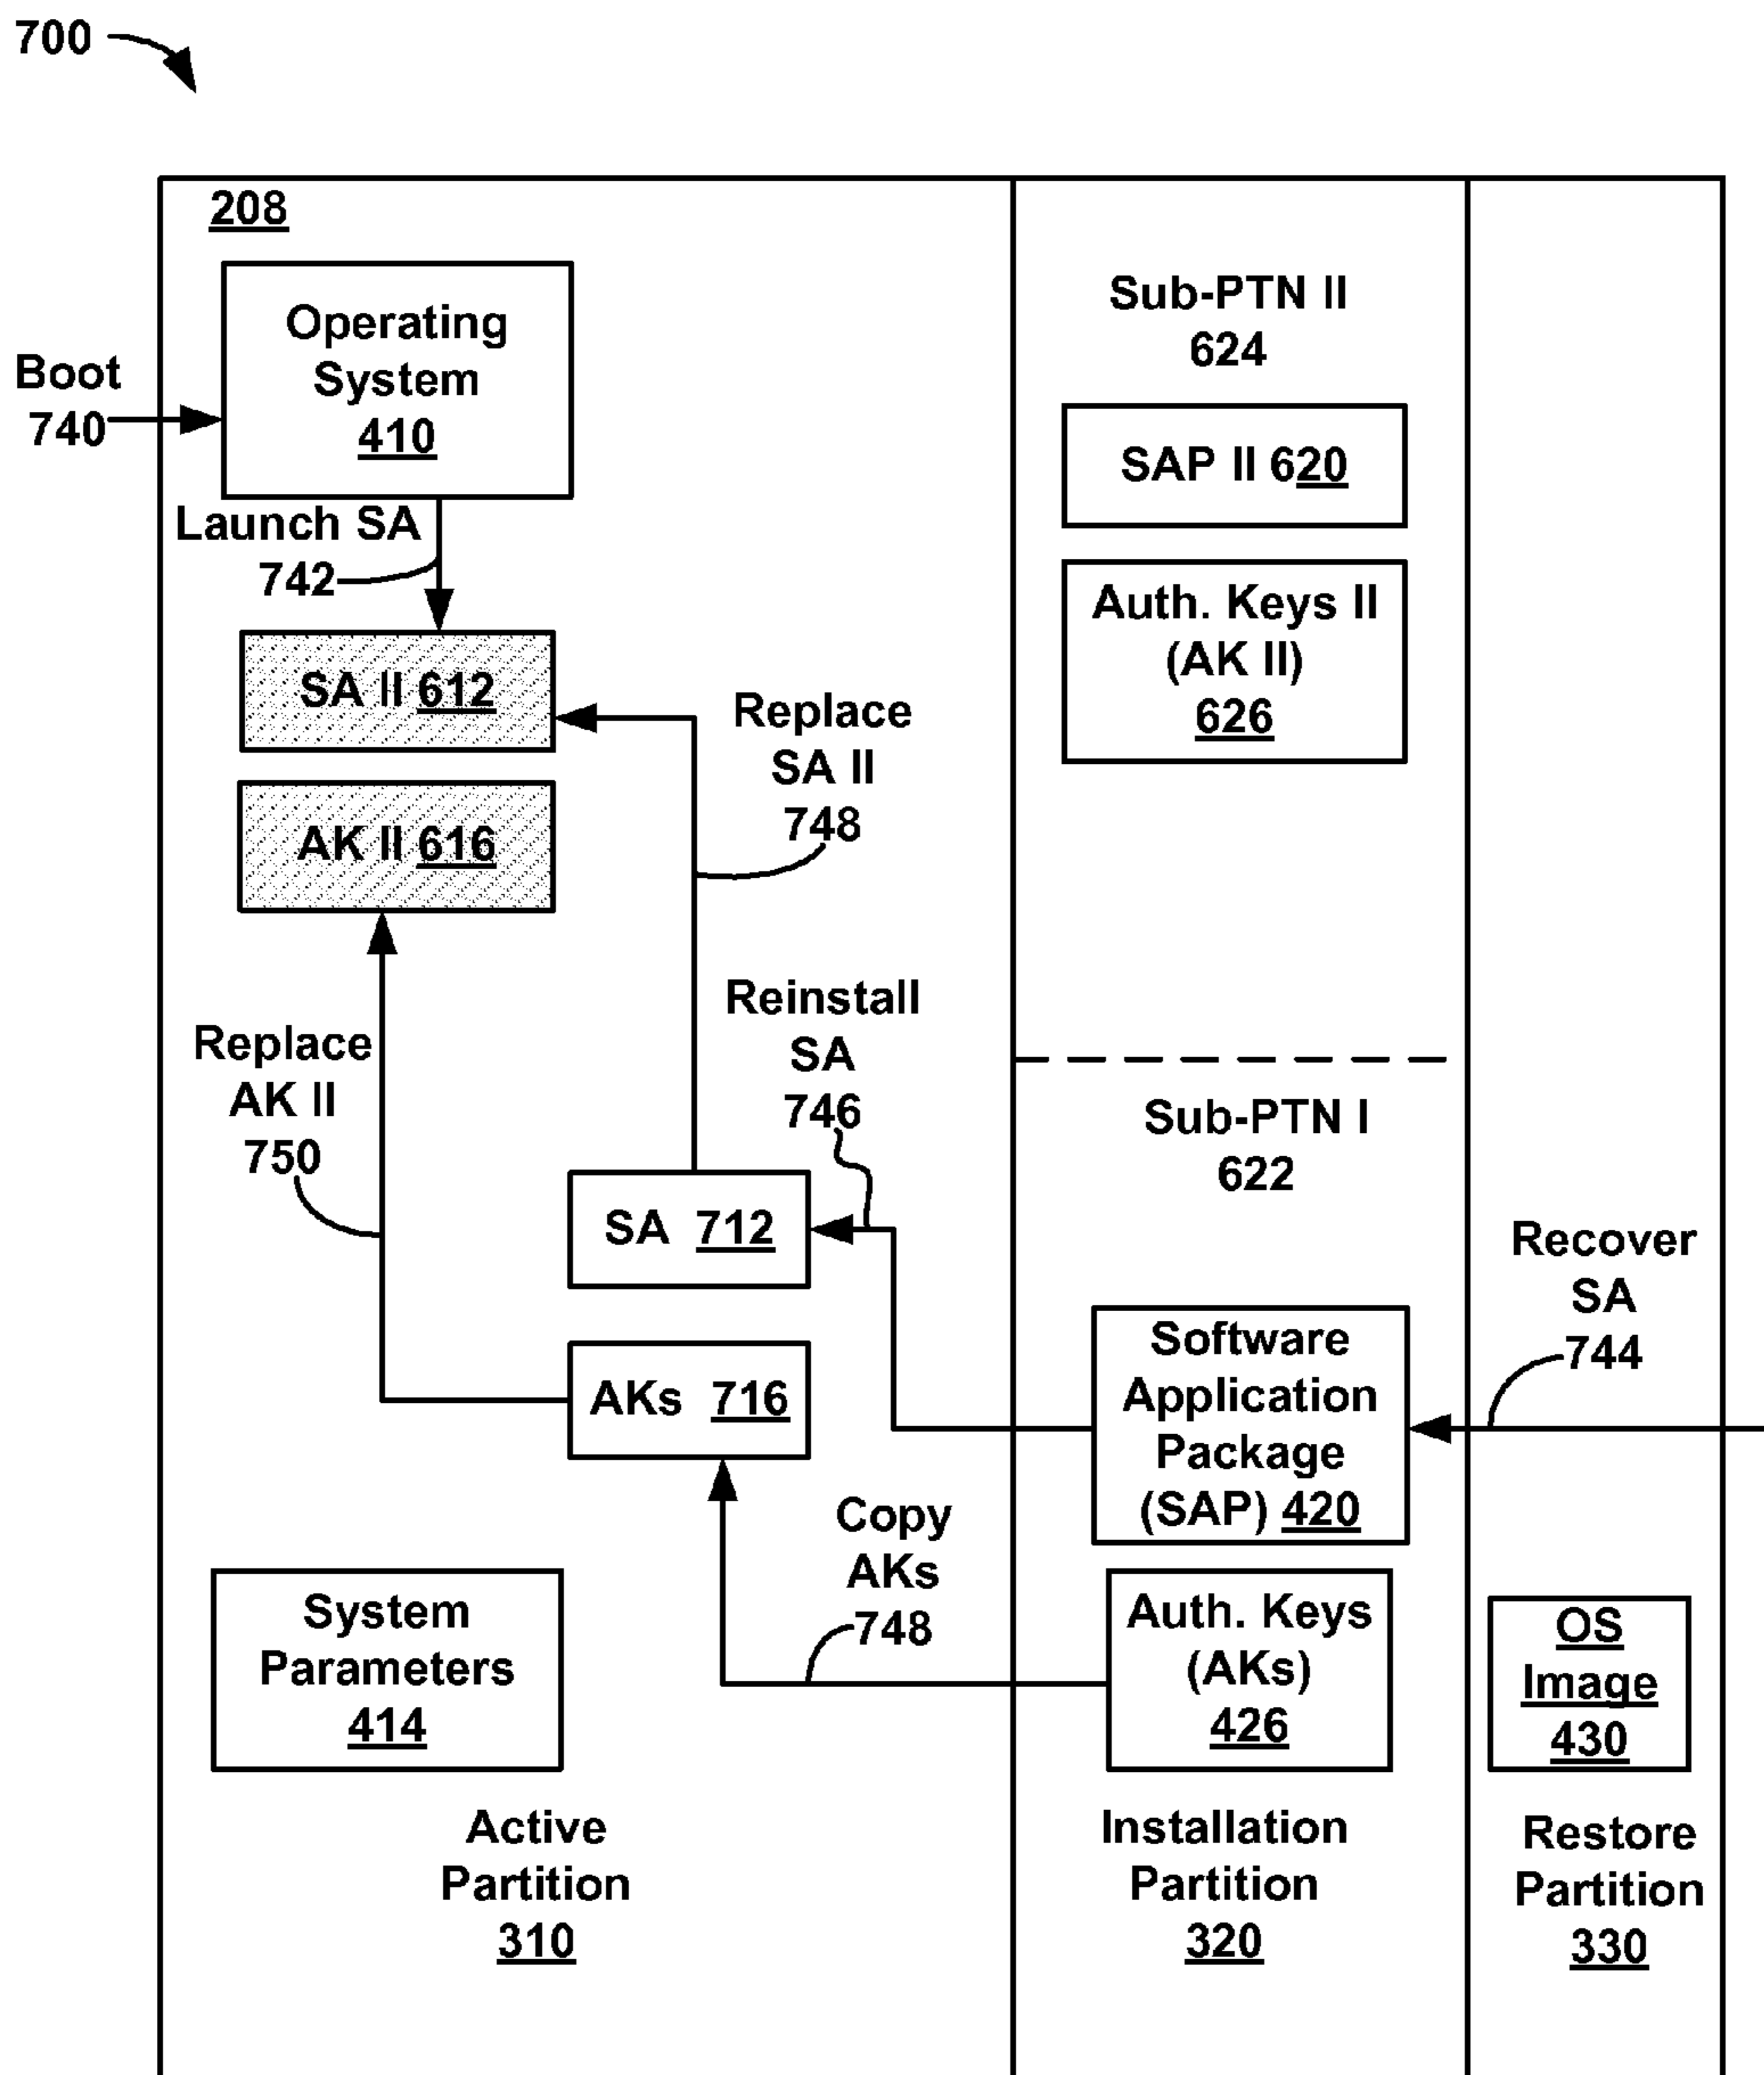 700
208
Operating
System
410
Boot
740
Launch SA
742
SA II 612
AK II 616
Replace
SA II
748
Replace
AK II
750
Reinstall
SA
746
SA 712
AKs 716
Copy
AKs
748
System
Parameters
414
Active
Partition
310
Sub-PTN II
624
SAP II 620
Auth. Keys II
(AK II)
626
Sub-PTN I
622
Software
Application
Package
(SAP) 420
Auth. Keys
(AKs)
426
Installation
Partition
320
Recover
SA
744
OS
Image
430
Restore
Partition
330